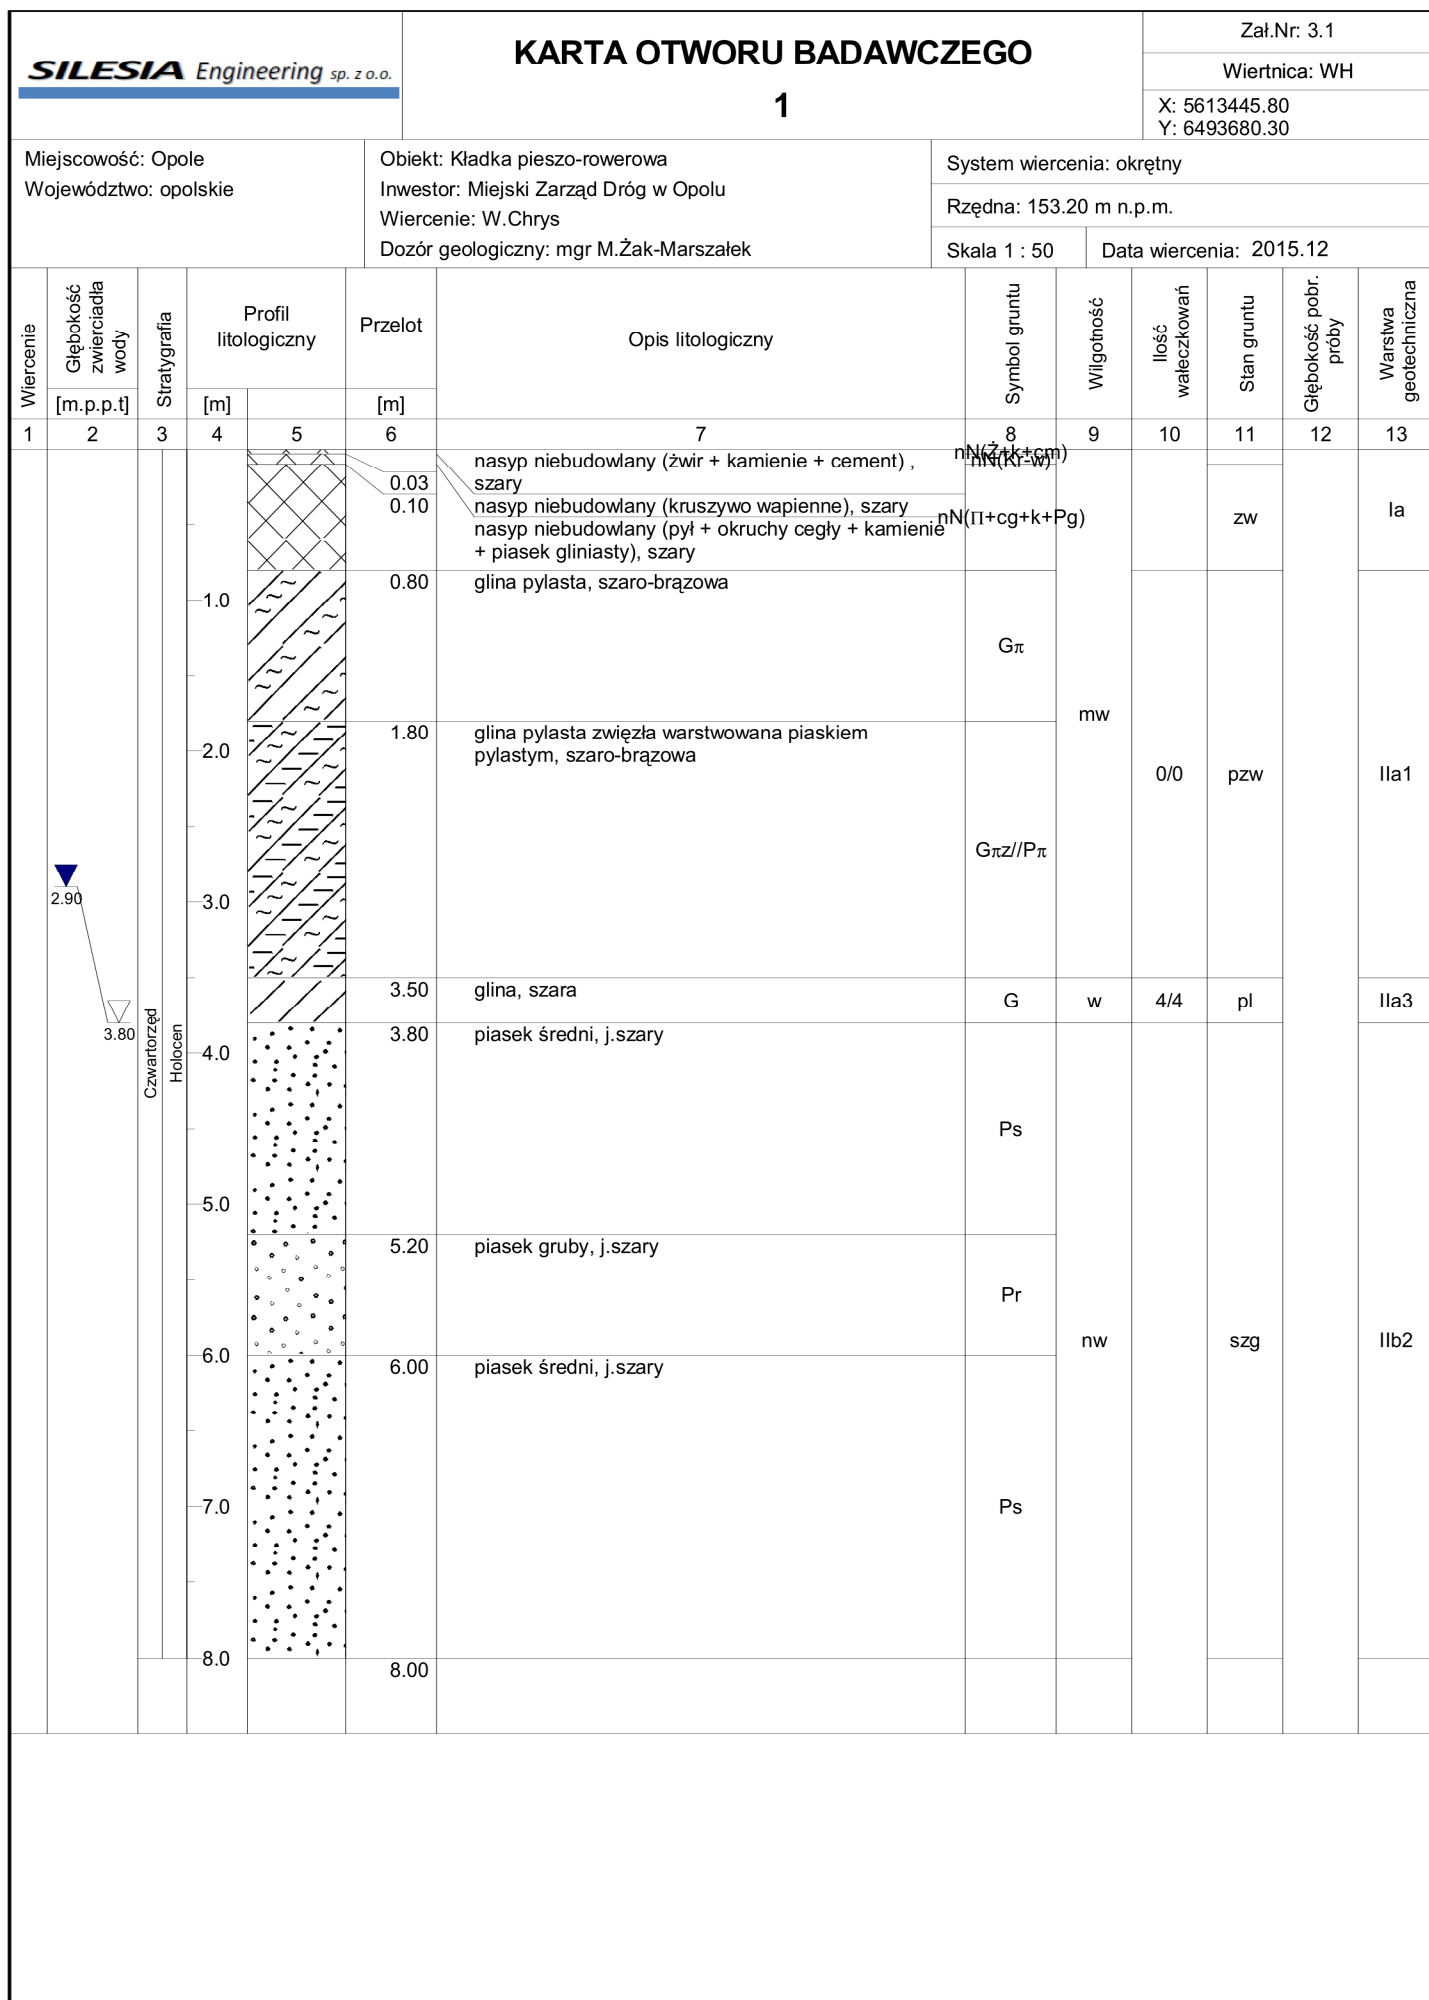 SILESIA Engineering sp. z o.o.
KARTA OTWORU BADAWCZEGO
1
Zał.Nr: 3.1
Wiertnica: WH
X: 5613445.80
Y: 6493680.30
Miejscowość: Opole
Województwo: opolskie
Obiekt: Kładka pieszo-rowerowa
Inwestor: Miejski Zarząd Dróg w Opolu
Wiercenie: W.Chrys
Dozór geologiczny: mgr M.Żak-Marszałek
System wiercenia: okrętny
Rzędna: 153.20 m n.p.m.
Skala 1 : 50
Data wiercenia: 2015.12
Wiercenie
Głębokość
zwierciadła
wody
[m.p.p.t]
Stratygrafia
Profil
litologiczny
[m]
Przelot
[m]
Opis litologiczny
Symbol gruntu
Wilgotność
Ilość
wałeczkowań
Stan gruntu
Głębokość pobr.
próby
Warstwa
geotechniczna
1 2 3 4 5 6 7 8 9 10 11 12 13
nasyp niebudowlany (żwir + kamienie + cement) ,
szary
nN(Ż+k+cm)
0.03
nasyp niebudowlany (kruszywo wapienne), szary
nN(Kr-w)
0.10
nasyp niebudowlany (pył + okruchy cegły + kamienie
+ piasek gliniasty), szary
nN(Π+cg+k+Pg)
zw
Ia
0.80
glina pylasta, szaro-brązowa
1.0
Gπ
mw
1.80
glina pylasta zwięzła warstwowana piaskiem
pylastym, szaro-brązowa
2.0
0/0
pzw
IIa1
Gπz//Pπ
2.90
3.0
3.50
glina, szara
G
w
4/4
pl
IIa3
3.80
3.80
piasek średni, j.szary
Czwartorzęd
Holocen
4.0
Ps
5.0
5.20
piasek gruby, j.szary
Pr
nw
szg
IIb2
6.0
6.00
piasek średni, j.szary
7.0
Ps
8.0
8.00